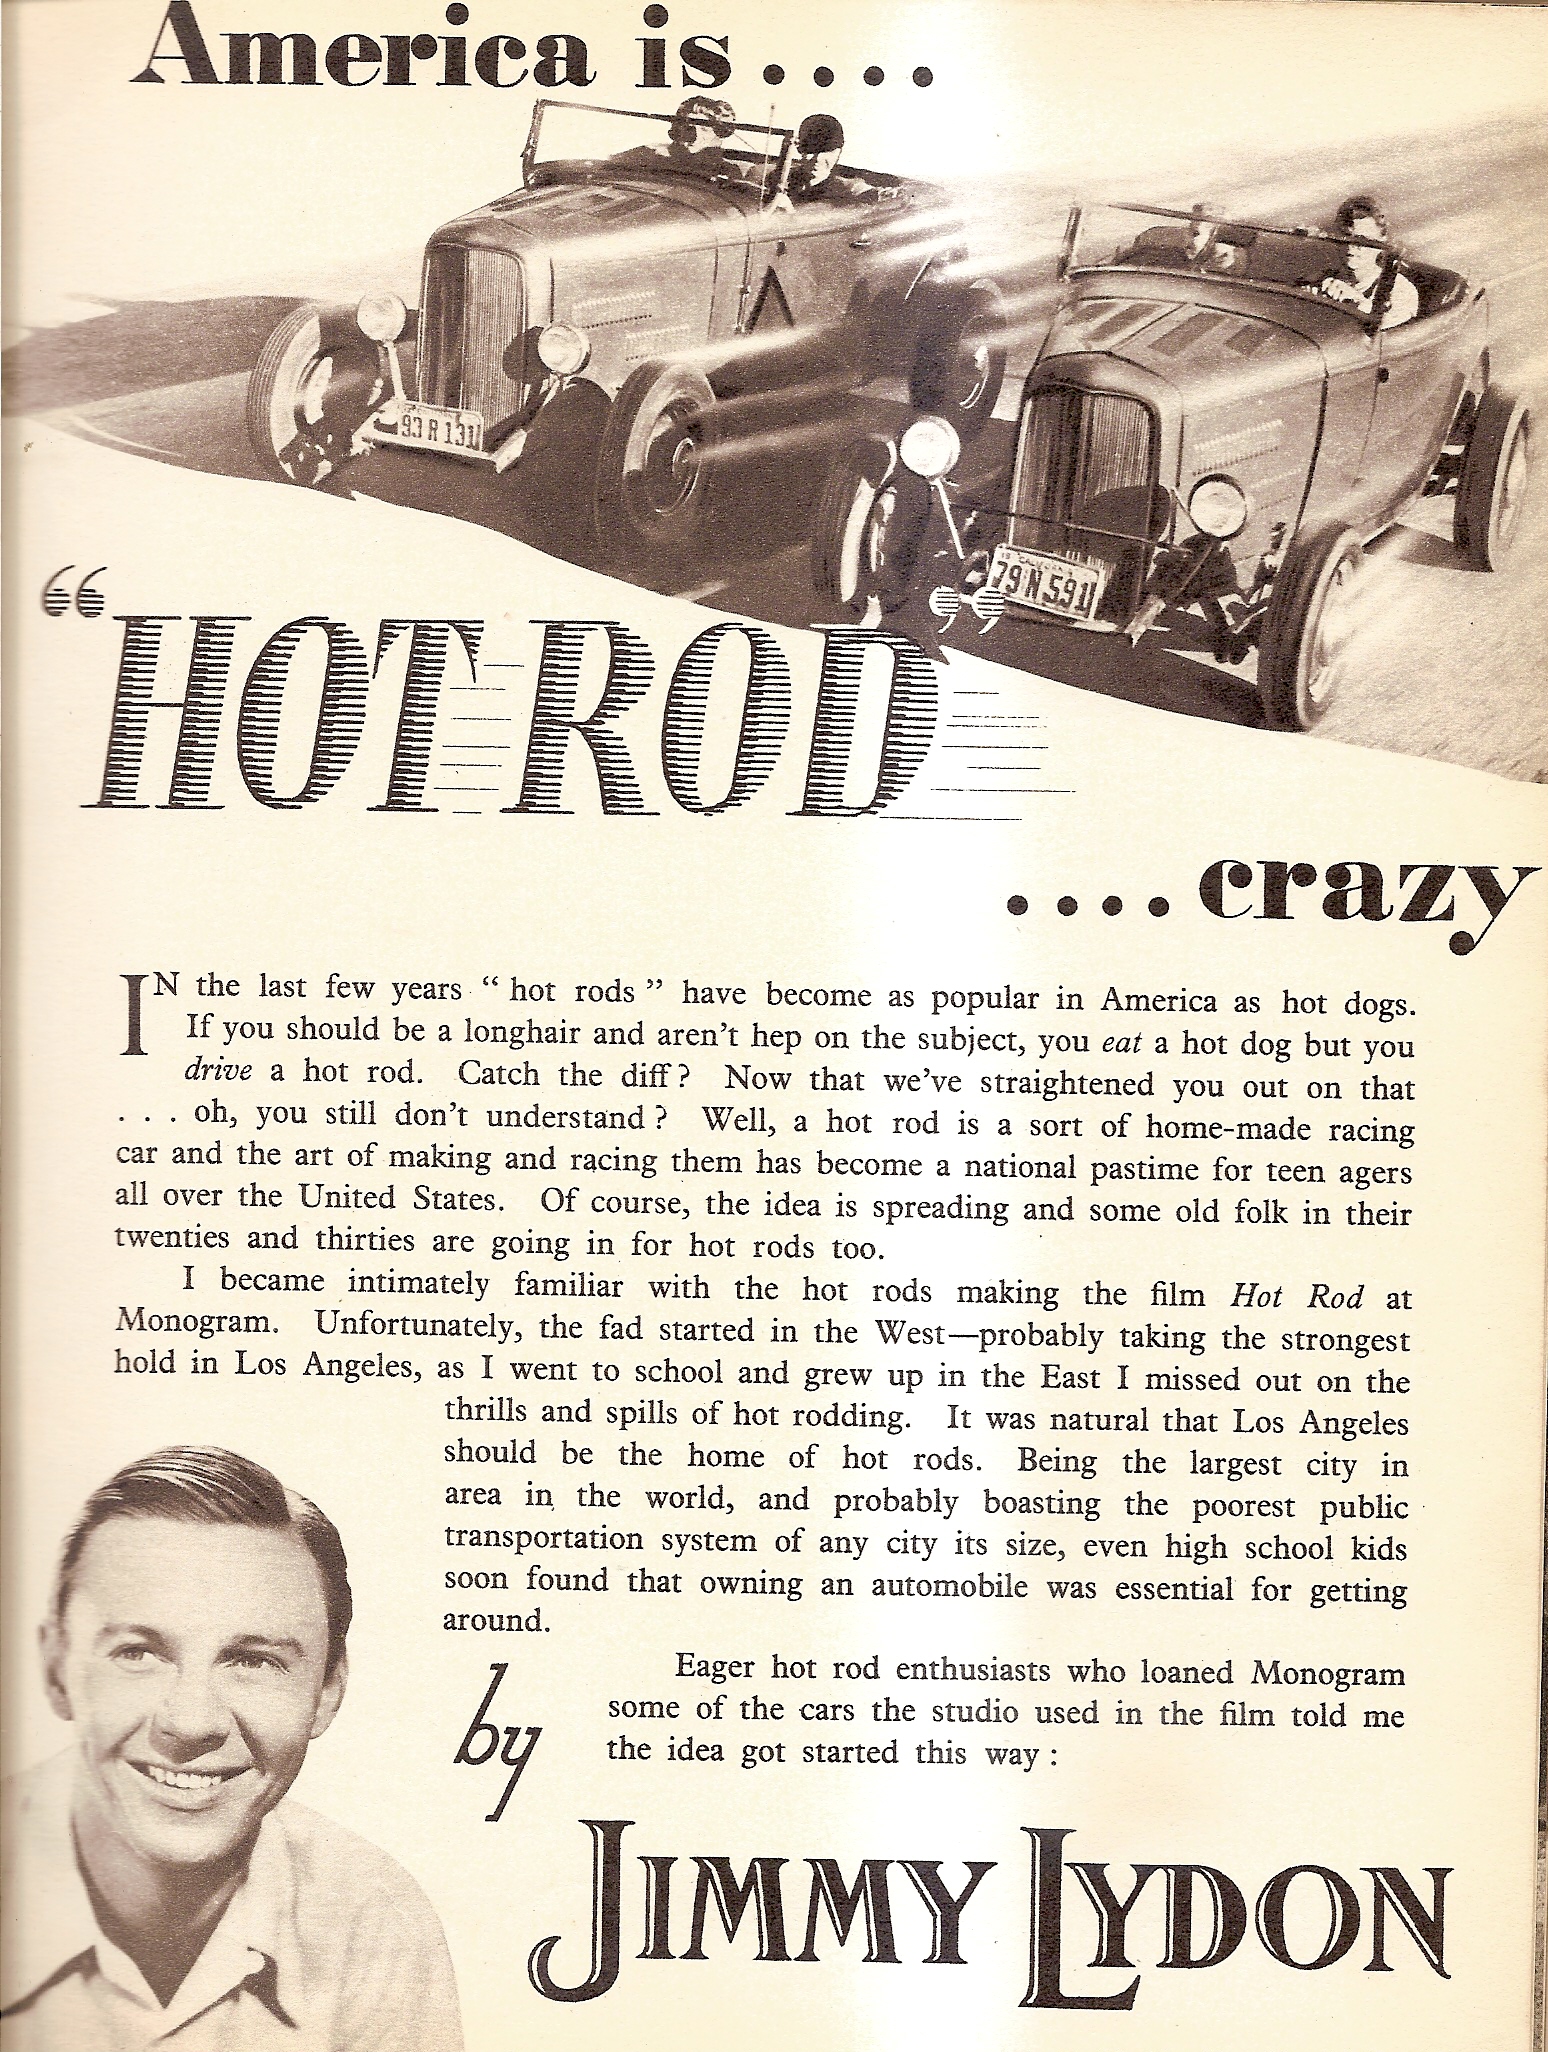 America is....
93 R 131
79 N 591
“HOT ROD”
....crazy
IN the last few years “ hot rods ” have become as popular in America as hot dogs.
If you should be a longhair and aren't hep on the subject, you eat a hot dog but you
drive a hot rod. Catch the diff? Now that we've straightened you out on that
. . . oh, you still don't understand? Well, a hot rod is a sort of home-made racing
car and the art of making and racing them has become a national pastime for teen agers
all over the United States. Of course, the idea is spreading and some old folk in their
twenties and thirties are going in for hot rods too.
I became intimately familiar with the hot rods making the film Hot Rod at
Monogram. Unfortunately, the fad started in the West—probably taking the strongest
hold in Los Angeles, as I went to school and grew up in the East I missed out on the
thrills and spills of hot rodding. It was natural that Los Angeles
should be the home of hot rods. Being the largest city in
area in the world, and probably boasting the poorest public
transportation system of any city its size, even high school kids
soon found that owning an automobile was essential for getting
around.
Eager hot rod enthusiasts who loaned Monogram
some of the cars the studio used in the film told me
the idea got started this way :
by
JIMMY LYDON